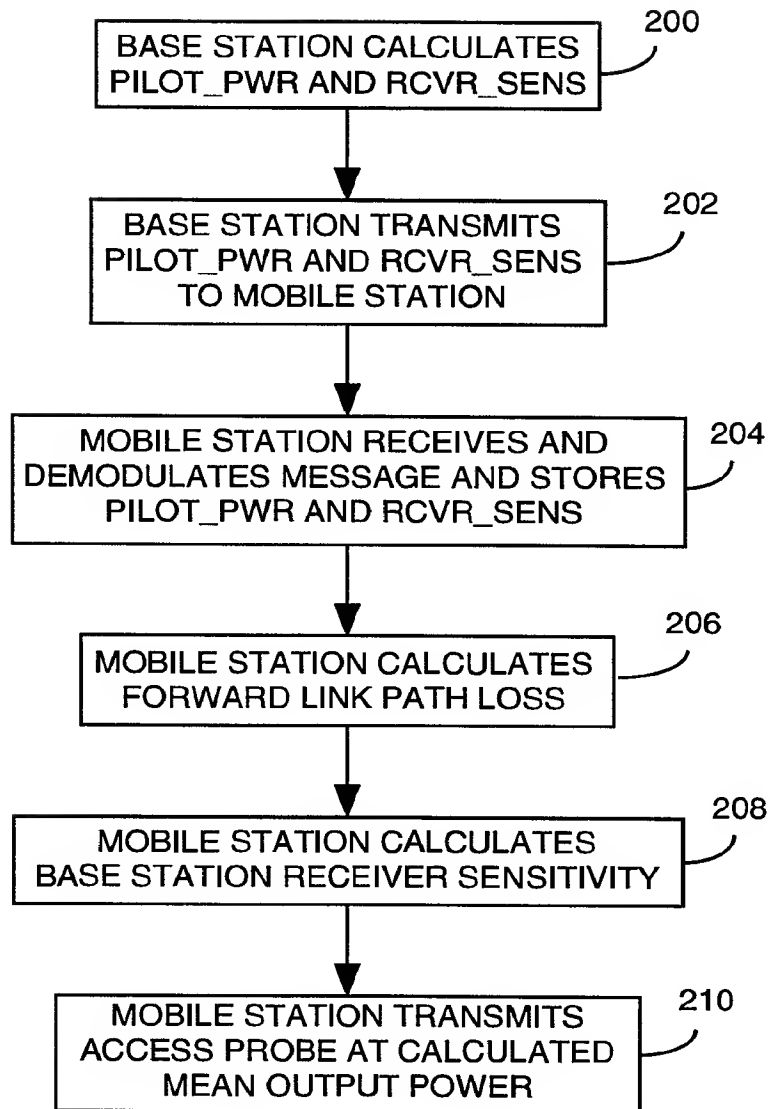 200
BASE STATION CALCULATES
PILOT_PWR AND RCVR_SENS
202
BASE STATION TRANSMITS
PILOT_PWR AND RCVR_SENS
TO MOBILE STATION
204
MOBILE STATION RECEIVES AND
DEMODULATES MESSAGE AND STORES
PILOT_PWR AND RCVR_SENS
206
MOBILE STATION CALCULATES
FORWARD LINK PATH LOSS
208
MOBILE STATION CALCULATES
BASE STATION RECEIVER SENSITIVITY
210
MOBILE STATION TRANSMITS
ACCESS PROBE AT CALCULATED
MEAN OUTPUT POWER